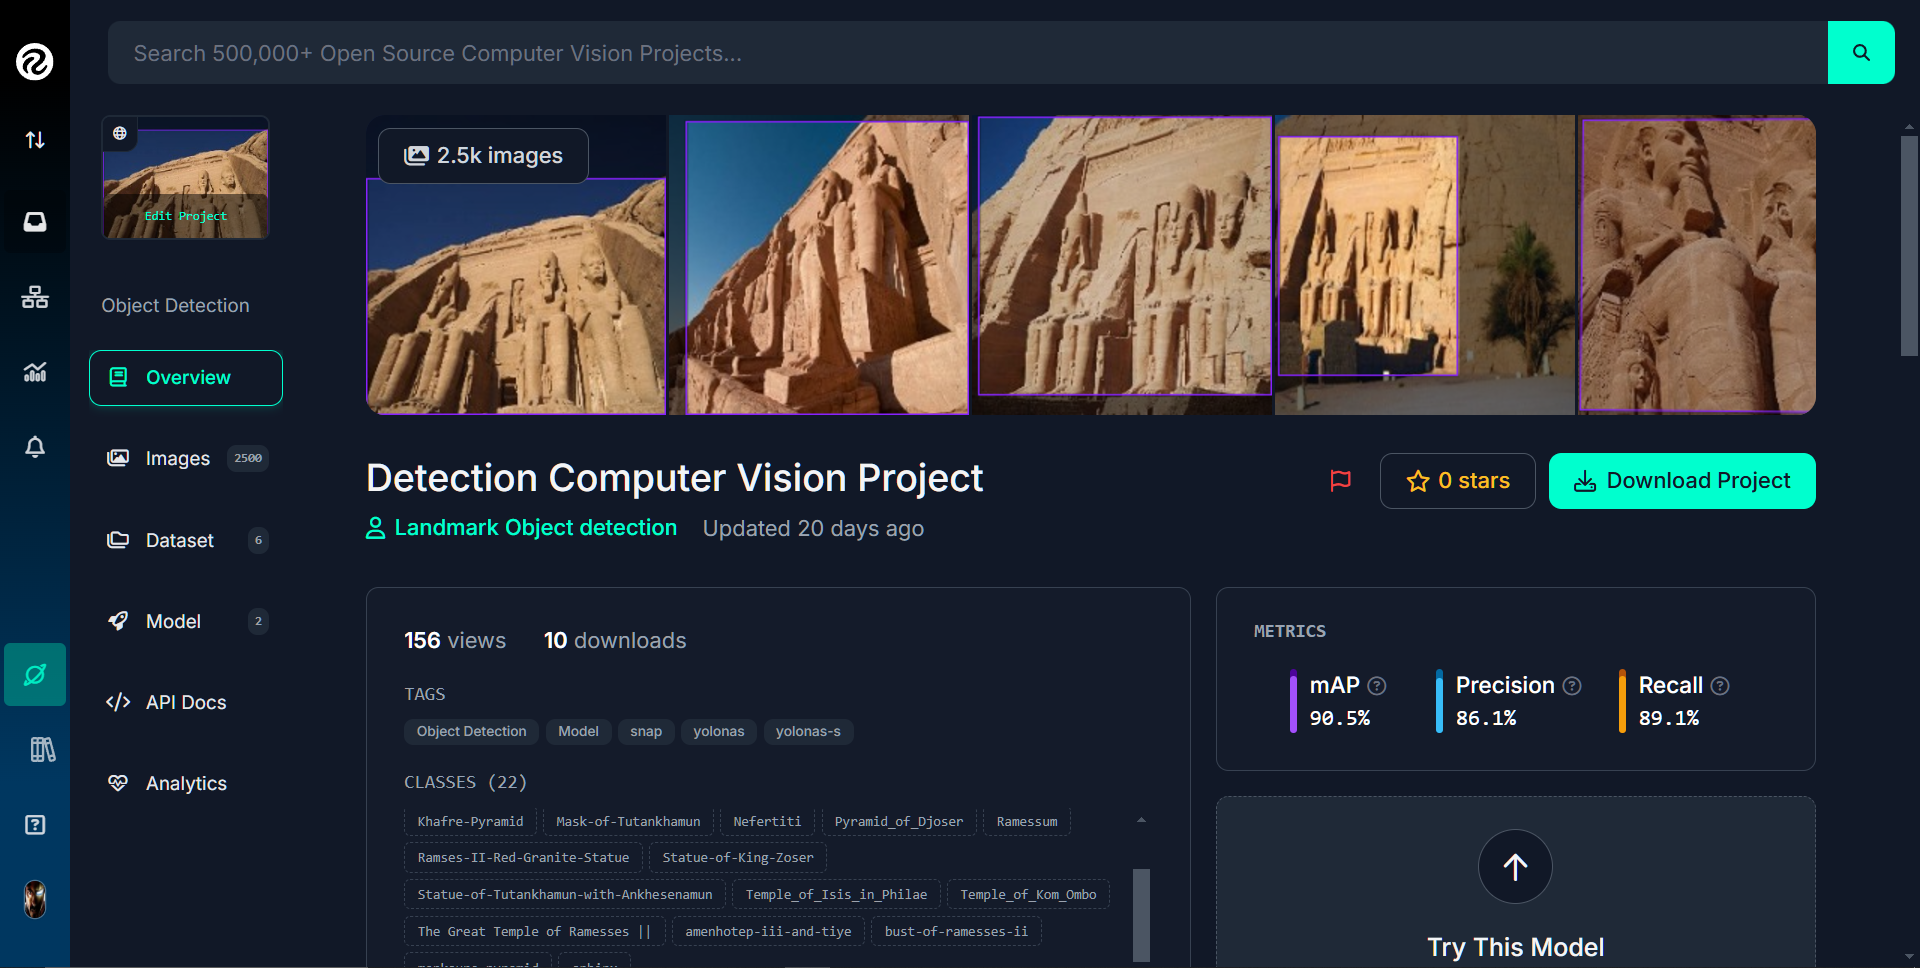 Search 500,000+ Open Source Computer Vision Projects...
Edit Project
2.5k images
Object Detection
Overview
Images 2500
Dataset 6
Model 2
API Docs
Analytics
Detection Computer Vision Project
0 stars
Download Project
Landmark Object detection Updated 20 days ago
156 views 10 downloads
TAGS
Object Detection Model snap yolonas yolonas-s
CLASSES (22)
Khafre-Pyramid Mask-of-Tutankhamun Nefertiti Pyramid_of_Djoser Ramessum
Ramses-II-Red-Granite-Statue Statue-of-King-Zoser
Statue-of-Tutankhamun-with-Ankhesenamun Temple_of_Isis_in_Philae Temple_of_Kom_Ombo
The Great Temple of Ramesses || amenhotep-iii-and-tiye bust-of-ramesses-ii
METRICS
mAP ? Precision ? Recall ?
90.5% 86.1% 89.1%
Try This Model